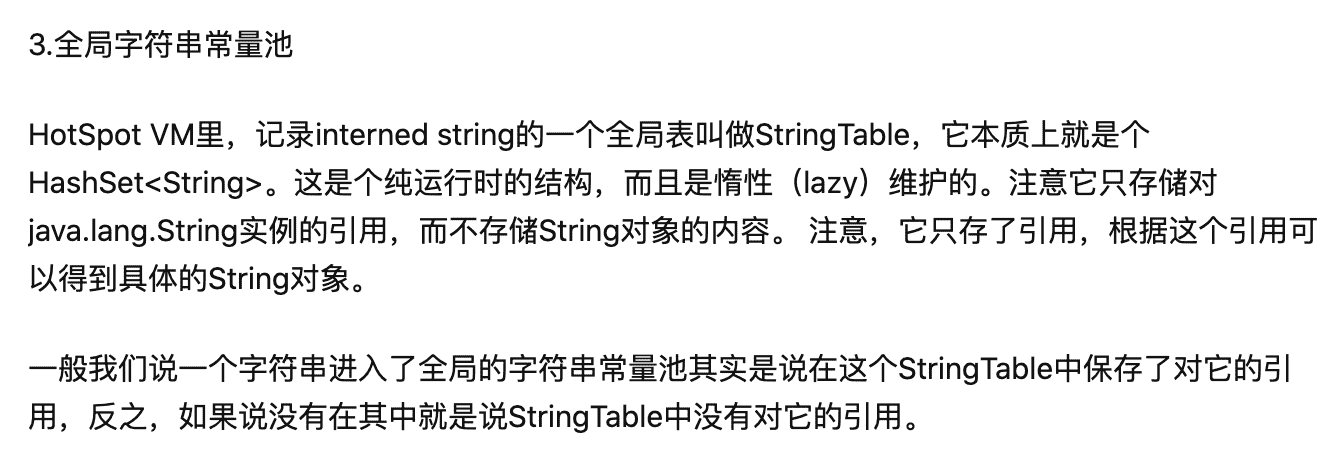 3.全局字符串常量池
HotSpot VM里，记录interned string的一个全局表叫做StringTable，它本质上就是个
HashSet<String>。这是个纯运行时的结构，而且是惰性（lazy）维护的。注意它只存储对
java.lang.String实例的引用，而不存储String对象的内容。 注意，它只存了引用，根据这个引用可
以得到具体的String对象。
一般我们说一个字符串进入了全局的字符串常量池其实是说在这个StringTable中保存了对它的引
用，反之，如果说没有在其中就是说StringTable中没有对它的引用。